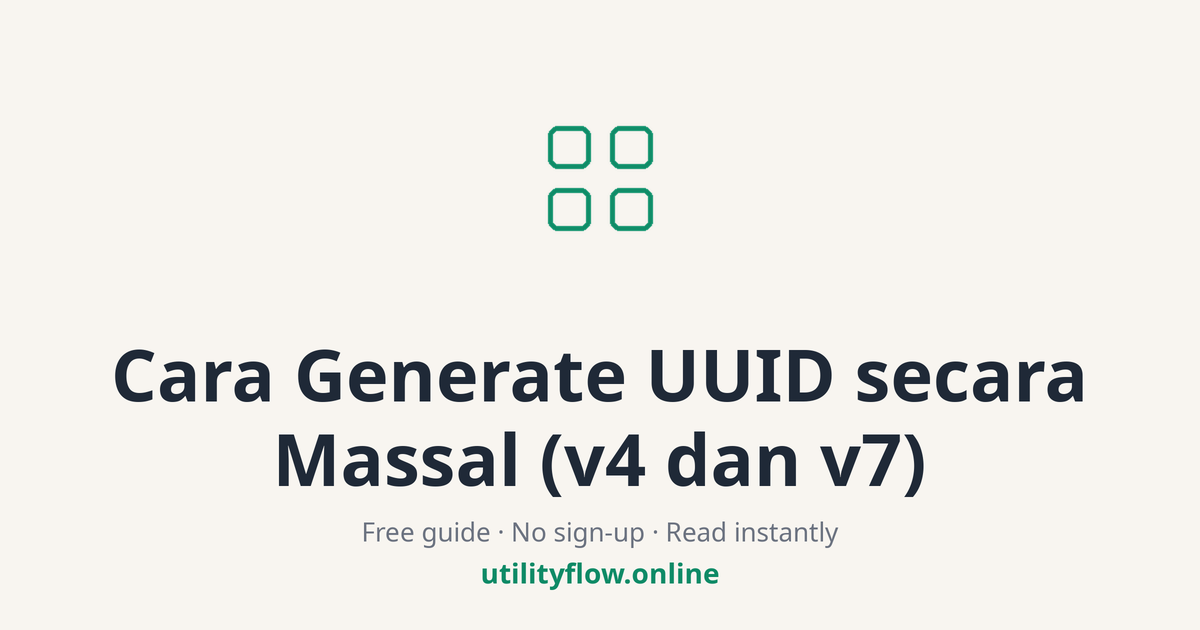 Cara Generate UUID secara
Massal (v4 dan v7)
Free guide · No sign-up · Read instantly
utilityflow.online